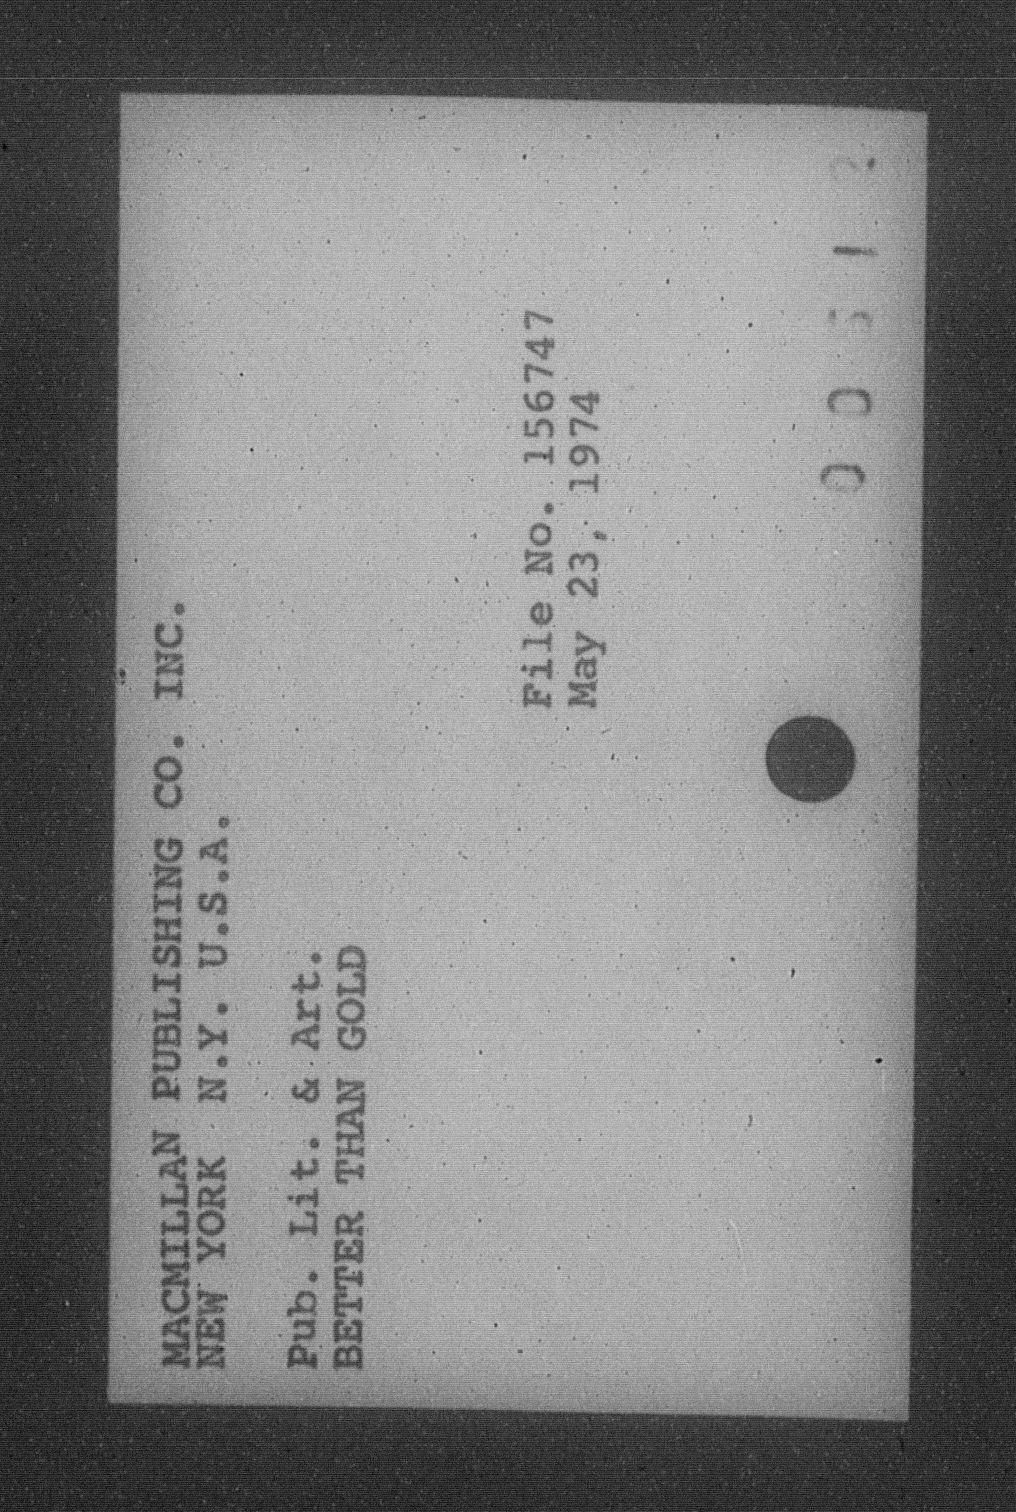 MACMILLAN PUBLISHING CO. INC.
NEW YORK N.Y. U.S.A.
Pub. Lit. & Art.
BETTER THAN GOLD
File No. 156747
May 23, 1974